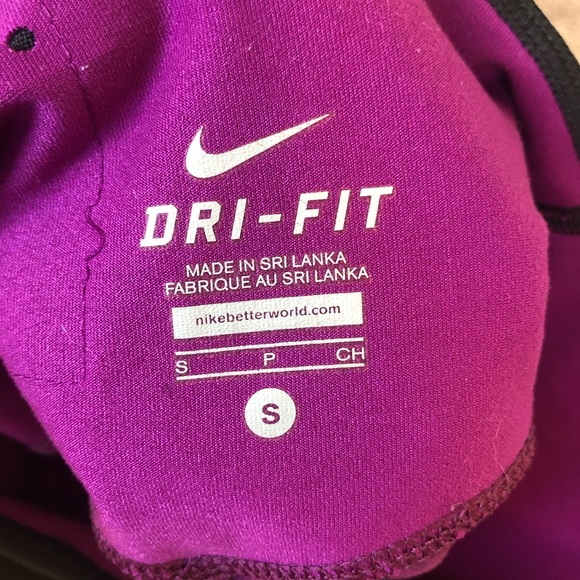 DRI-FIT
MADE IN SRI LANKA
FABRIQUE AU SRI LANKA
nikebetterworld.com
S P CH
S